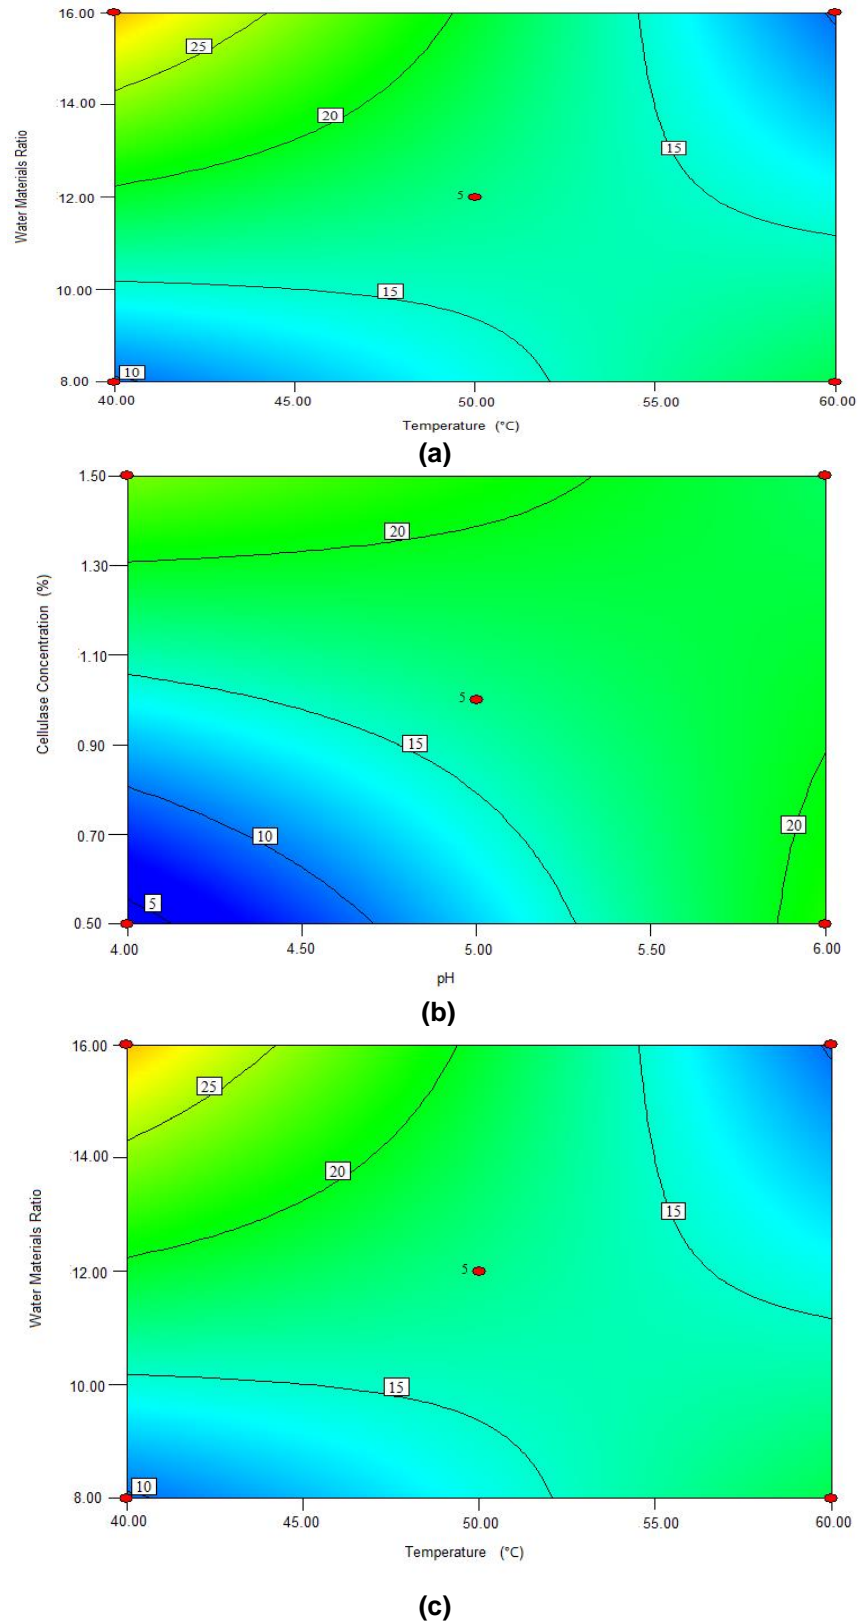 16.00
25
14.00
20
15
Water Materials Ratio
12.00
5
10.00
15
10
8.00
40.00 45.00 50.00 55.00 60.00
Temperature (°C)
(a)
1.50
20
1.30
Cellulase Concentration (%)
1.10
5
0.90
15
0.70
10
20
5
0.50
4.00 4.50 5.00 5.50 6.00
pH
(b)
16.00
25
14.00
20
15
Water Materials Ratio
12.00
5
10.00
15
10
8.00
40.00 45.00 50.00 55.00 60.00
Temperature (°C)
(c)